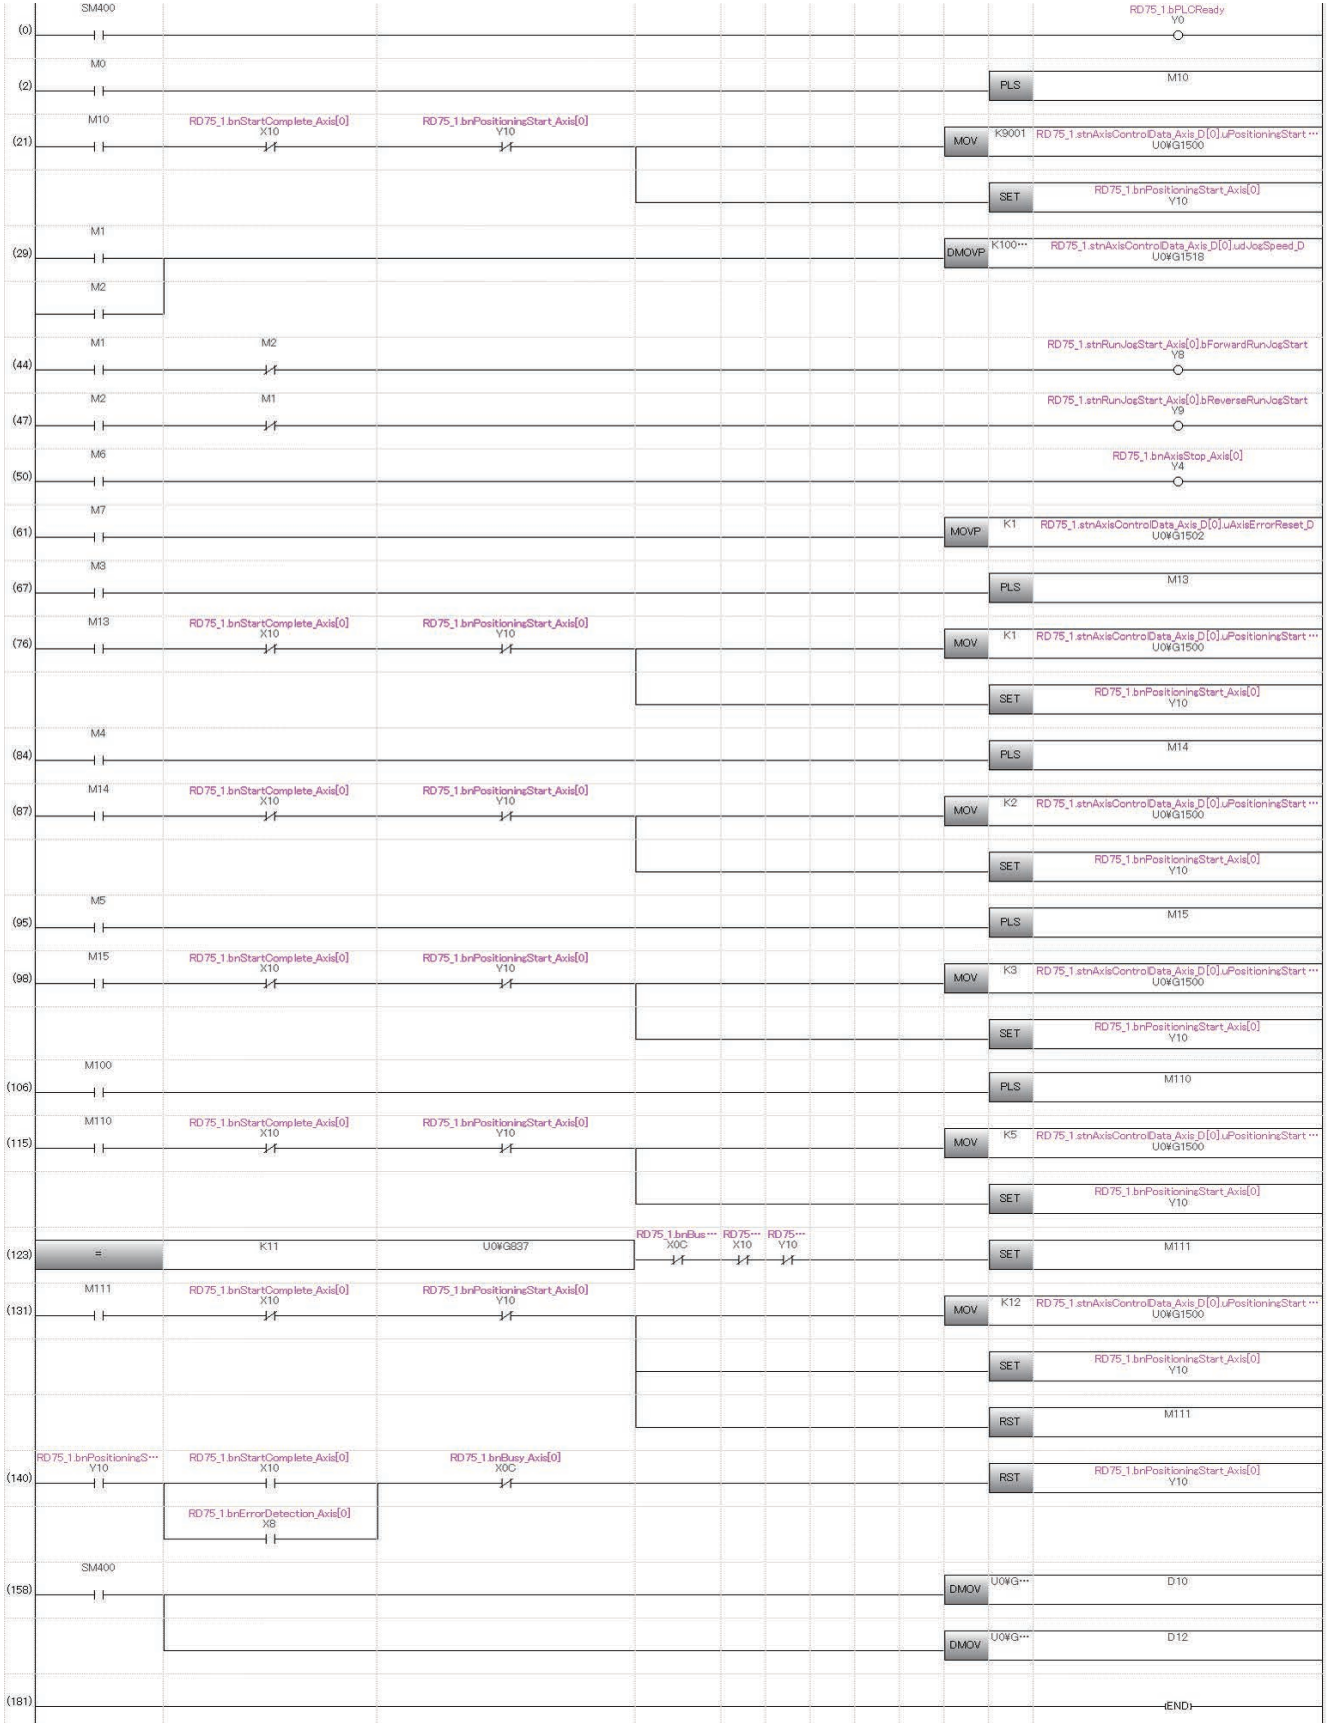 SM400
RD75_1.bPLCReady
Y0
(0)
M0
(2)
PLS
M10
M10
RD75_1.bnStartComplete_Axis[0]
X10
RD75_1.bnPositioningStart_Axis[0]
Y10
(21)
MOV
K9001
RD75_1.stnAxisControlData_Axis_D[0].uPositioningStart …
U0¥G1500
SET
RD75_1.bnPositioningStart_Axis[0]
Y10
M1
(29)
DMOVP
K100…
RD75_1.stnAxisControlData_Axis_D[0].udJogSpeed_D
U0¥G1518
M2
M1
M2
(44)
RD75_1.stnRunJogStart_Axis[0].bForwardRunJogStart
Y8
M2
M1
(47)
RD75_1.stnRunJogStart_Axis[0].bReverseRunJogStart
Y9
M6
(50)
RD75_1.bnAxisStop_Axis[0]
Y4
M7
(61)
MOVP
K1
RD75_1.stnAxisControlData_Axis_D[0].uAxisErrorReset_D
U0¥G1502
M3
(67)
PLS
M13
M13
RD75_1.bnStartComplete_Axis[0]
X10
RD75_1.bnPositioningStart_Axis[0]
Y10
(76)
MOV
K1
RD75_1.stnAxisControlData_Axis_D[0].uPositioningStart …
U0¥G1500
SET
RD75_1.bnPositioningStart_Axis[0]
Y10
M4
(84)
PLS
M14
M14
RD75_1.bnStartComplete_Axis[0]
X10
RD75_1.bnPositioningStart_Axis[0]
Y10
(87)
MOV
K2
RD75_1.stnAxisControlData_Axis_D[0].uPositioningStart …
U0¥G1500
SET
RD75_1.bnPositioningStart_Axis[0]
Y10
M5
(95)
PLS
M15
M15
RD75_1.bnStartComplete_Axis[0]
X10
RD75_1.bnPositioningStart_Axis[0]
Y10
(98)
MOV
K3
RD75_1.stnAxisControlData_Axis_D[0].uPositioningStart …
U0¥G1500
SET
RD75_1.bnPositioningStart_Axis[0]
Y10
M100
(106)
PLS
M110
M110
RD75_1.bnStartComplete_Axis[0]
X10
RD75_1.bnPositioningStart_Axis[0]
Y10
(115)
MOV
K5
RD75_1.stnAxisControlData_Axis_D[0].uPositioningStart …
U0¥G1500
SET
RD75_1.bnPositioningStart_Axis[0]
Y10
(123)
=
K11
U0¥G837
RD75_1.bnBus…
X0C
RD75…
X10
RD75…
Y10
SET
M111
M111
RD75_1.bnStartComplete_Axis[0]
X10
RD75_1.bnPositioningStart_Axis[0]
Y10
(131)
MOV
K12
RD75_1.stnAxisControlData_Axis_D[0].uPositioningStart …
U0¥G1500
SET
RD75_1.bnPositioningStart_Axis[0]
Y10
RST
M111
RD75_1.bnPositioningS…
Y10
RD75_1.bnStartComplete_Axis[0]
X10
RD75_1.bnBusy_Axis[0]
X0C
(140)
RST
RD75_1.bnPositioningStart_Axis[0]
Y10
RD75_1.bnErrorDetection_Axis[0]
X8
SM400
(158)
DMOV
U0¥G…
D10
DMOV
U0¥G…
D12
(181)
{END}